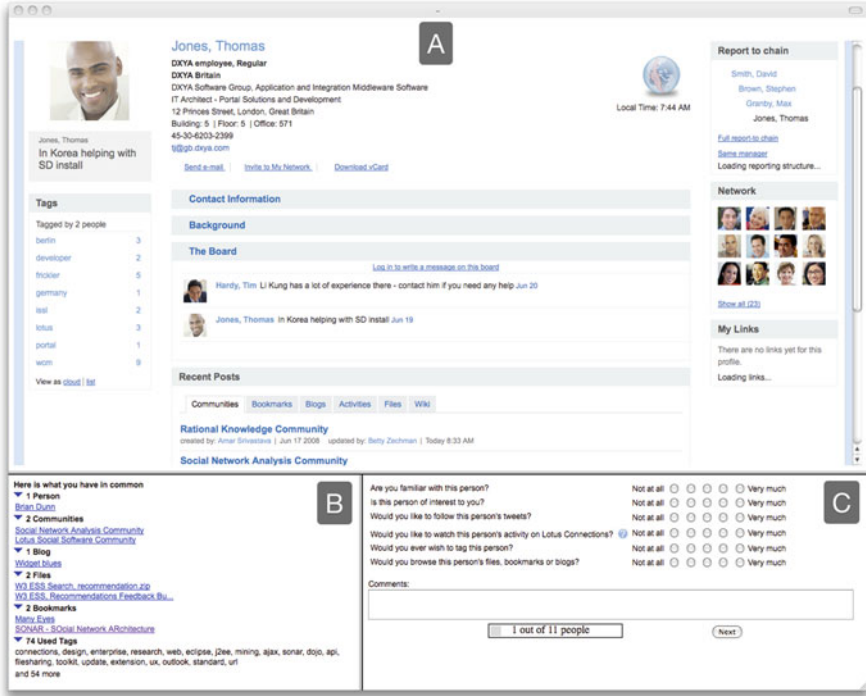 A
Jones, Thomas
DXYA employee, Regular
DXYA Britain
DXYA Software Group, Application and Integration Middleware Software
IT Architect - Portal Solutions and Development
12 Princes Street, London, Great Britain
Building: 5 | Floor: 5 | Office: 571
45-30-6203-2399
tj@gb.dxya.com
Send e-mail | Invite to My Network | Download vCard
Local Time: 7:44 AM
Jones, Thomas
In Korea helping with
SD install
Tags
Tagged by 2 people
berlin 3
developer 2
frickler 5
germany 1
issl 2
lotus 3
portal 1
wcm 9
View as cloud | list
Contact Information
Background
The Board
Log in to write a message on this board
Hardy, Tim Li Kung has a lot of experience there - contact him if you need any help Jun 20
Jones, Thomas In Korea helping with SD install Jun 19
Recent Posts
Communities Bookmarks Blogs Activities Files Wiki
Rational Knowledge Community
created by: Amar Srivastava | Jun 17 2008 updated by: Betty Zechman | Today 8:33 AM
Social Network Analysis Community
Report to chain
Smith, David
Brown, Stephen
Granby, Max
Jones, Thomas
Full report-to chain
Same manager
Loading reporting structure...
Network
Show all (23)
My Links
There are no links yet for this
profile.
Loading links...
B
Here is what you have in common
1 Person
Brian Dunn
2 Communities
Social Network Analysis Community
Lotus Social Software Community
1 Blog
Widget blues
2 Files
W3 ESS Search, recommendation.zip
W3 ESS, Recommendations Feedback Bu...
2 Bookmarks
Many Eyes
SONAR - SOcial Network ARchitecture
74 Used Tags
connections, design, enterprise, research, web, eclipse, j2ee, mining, ajax, sonar, dojo, api,
filesharing, toolkit, update, extension, ux, outlook, standard, url
and 54 more
C
Are you familiar with this person? Not at all Very much
Is this person of interest to you? Not at all Very much
Would you like to follow this person's tweets? Not at all Very much
Would you like to watch this person's activity on Lotus Connections? ? Not at all Very much
Would you ever wish to tag this person? Not at all Very much
Would you browse this person's files, bookmarks or blogs? Not at all Very much
Comments:
1 out of 11 people
Next